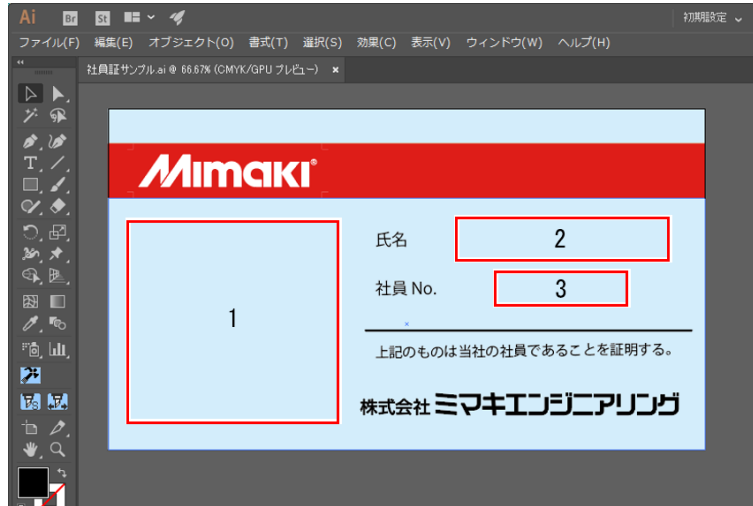 Ai Br St 初期設定
ファイル(F) 編集(E) オブジェクト(O) 書式(T) 選択(S) 効果(C) 表示(V) ウィンドウ(W) ヘルプ(H)
社員証サンプル.ai @ 66.67% (CMYK/GPU プレビュー) ×
Mimaki®
氏名 2
社員 No. 3
1
上記のものは当社の社員であることを証明する。
株式会社 ミマキエンジニアリング